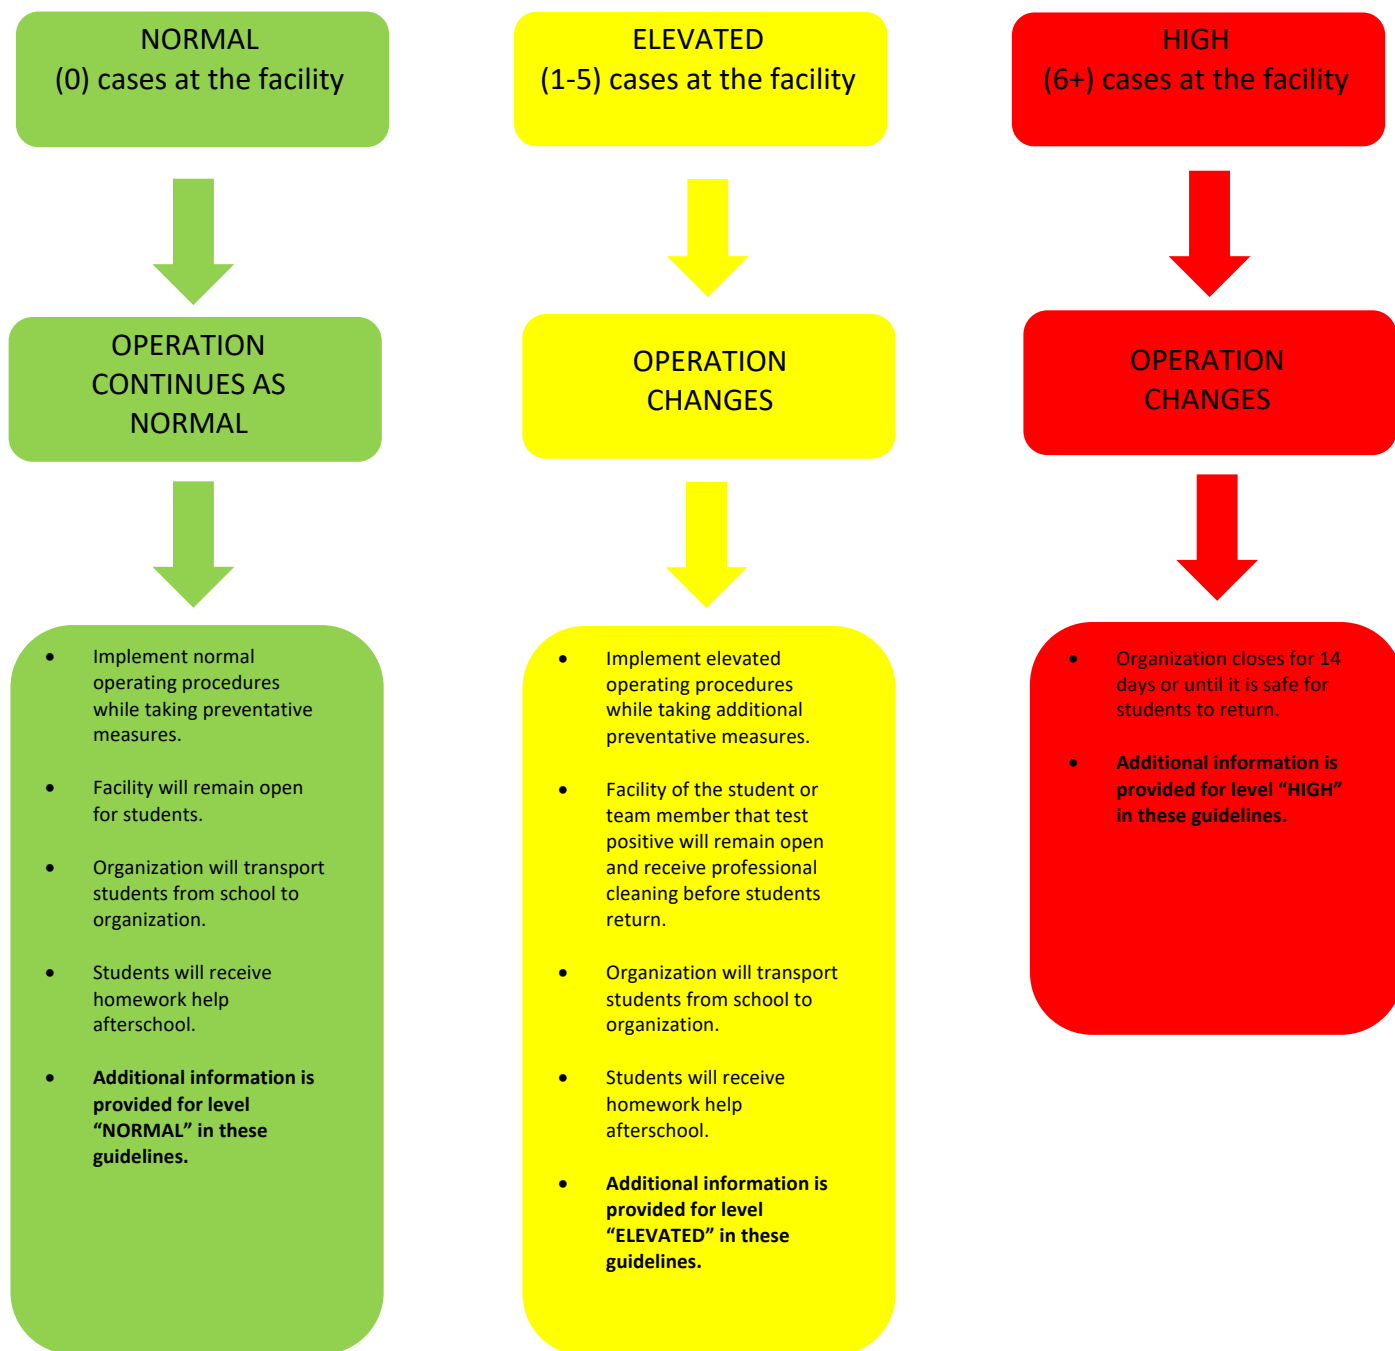 NORMAL
(0) cases at the facility
OPERATION
CONTINUES AS
NORMAL
• Implement normal
operating procedures
while taking preventative
measures.
• Facility will remain open
for students.
• Organization will transport
students from school to
organization.
• Students will receive
homework help
afterschool.
• Additional information is
provided for level
“NORMAL” in these
guidelines.
ELEVATED
(1-5) cases at the facility
OPERATION
CHANGES
• Implement elevated
operating procedures
while taking additional
preventative measures.
• Facility of the student or
team member that test
positive will remain open
and receive professional
cleaning before students
return.
• Organization will transport
students from school to
organization.
• Students will receive
homework help
afterschool.
• Additional information is
provided for level
“ELEVATED” in these
guidelines.
HIGH
(6+) cases at the facility
OPERATION
CHANGES
• Organization closes for 14
days or until it is safe for
students to return.
• Additional information is
provided for level “HIGH”
in these guidelines.